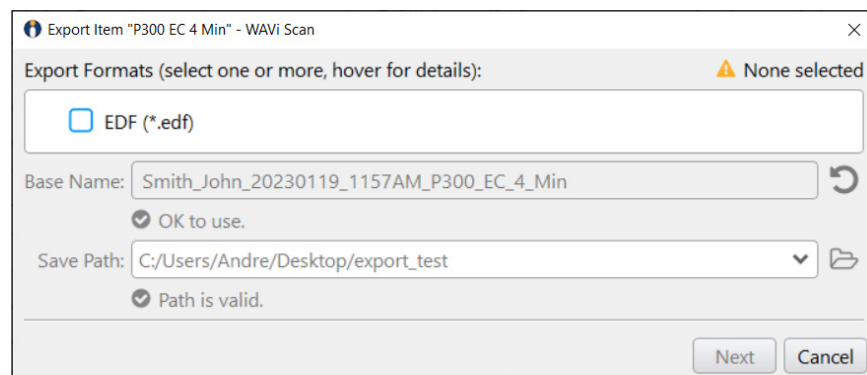 Export Item "P300 EC 4 Min" - WAVi Scan
Export Formats (select one or more, hover for details): None selected
EDF (*.edf)
Base Name: Smith_John_20230119_1157AM_P300_EC_4_Min
OK to use.
Save Path: C:/Users/Andre/Desktop/export_test
Path is valid.
Next Cancel